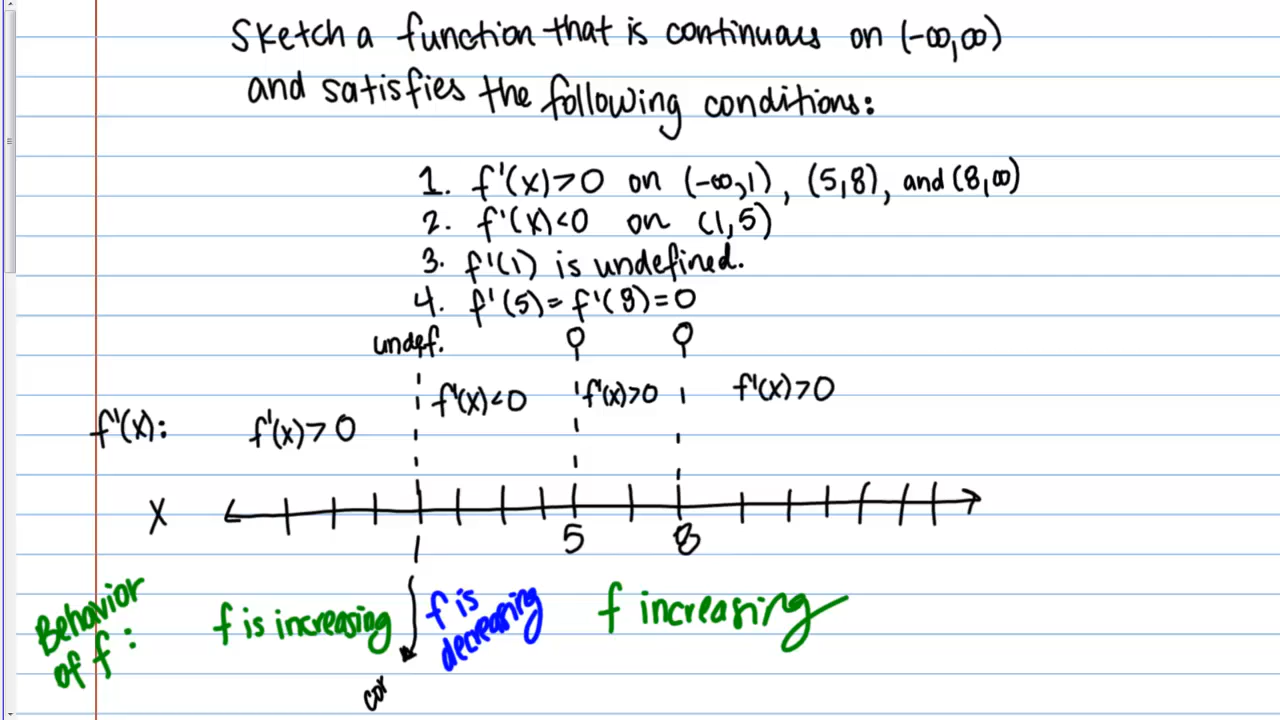 Sketch a function that is continuous on (-∞,∞)
and satisfies the following conditions:
1. f'(x)>0 on (-∞,1), (5,8), and (8,∞)
2. f'(x)<0 on (1,5)
3. f'(1) is undefined.
4. f'(5)= f'(8)=0
undef. 0 0
f'(x): f'(x)>0 f'(x)<0 f'(x)>0 f'(x)>0
X
1 5 8
Behavior of f: f is increasing f is decreasing f increasing
cor